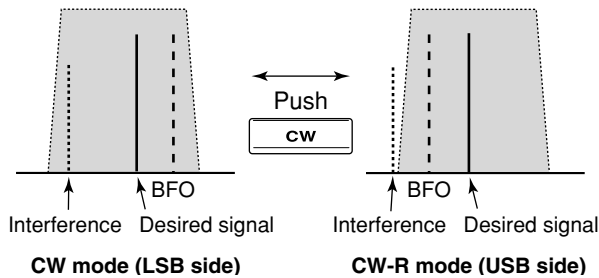 Push
CW
BFO
BFO
Interference Desired signal
Interference Desired signal
CW mode (LSB side)
CW-R mode (USB side)